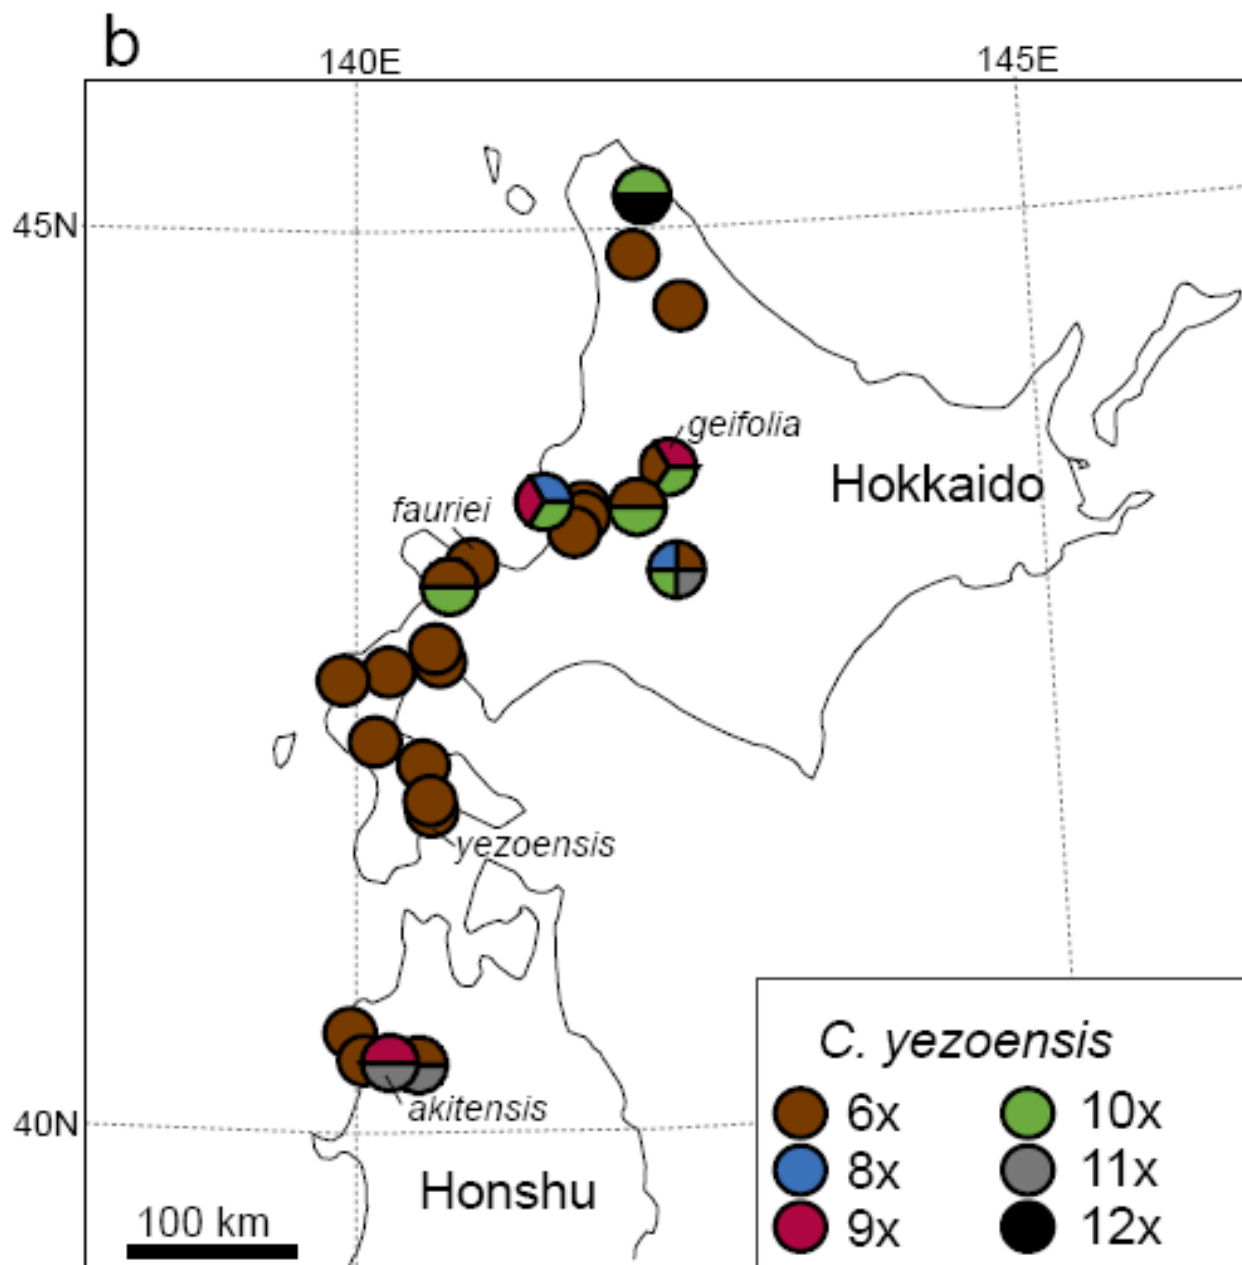 b
140E
145E
45N
geifolia
Hokkaido
fauriei
yezoensis
akitensis
40N
Honshu
100 km
C. yezoensis
6x
10x
8x
11x
9x
12x